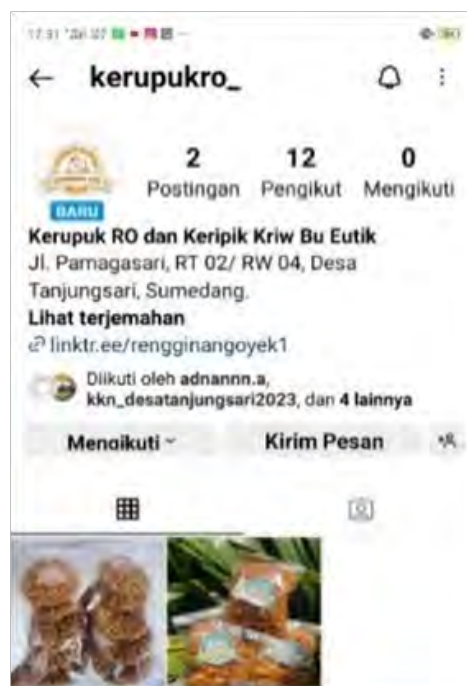 kerupukro_
2 12 0
Postingan Pengikut Mengikuti
BARU
Kerupuk RO dan Keripik Kriw Bu Eutik
Jl. Pamagasari, RT 02/ RW 04, Desa
Tanjungsari, Sumedang.
Lihat terjemahan
linktr.ee/rengginangoyek1
Diikuti oleh adnannn.a,
kkn_desatanjungsari2023, dan 4 lainnya
Mengikuti Kirim Pesan